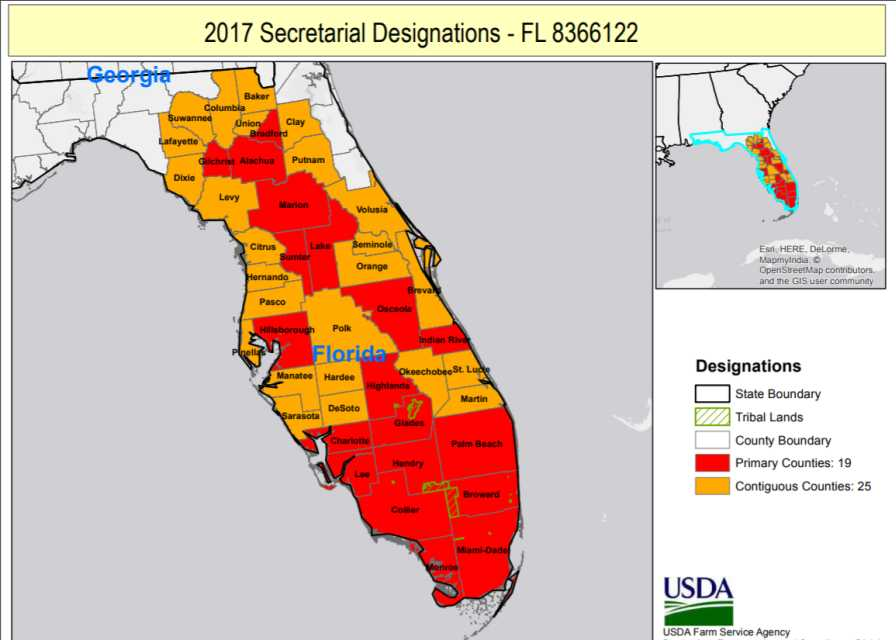 2017 Secretarial Designations - FL 8366122
Georgia
Baker
Columbia
Suwannee
Union
Clay
Bradford
Lafayette
Gilchrist
Alachua
Putnam
Dixie
Levy
Marion
Volusia
Citrus
Lake
Seminole
Sumter
Orange
Hernando
Brevard
Pasco
Osceola
Hillsborough
Polk
Indian River
Pinellas
Florida
Okeechobee
St. Lucie
Manatee
Hardee
Highlands
Martin
DeSoto
Sarasota
Glades
Charlotte
Palm Beach
Hendry
Lee
Broward
Collier
Miami-Dade
Monroe
Esri, HERE, DeLorme,
MapmyIndia, ©
OpenStreetMap contributors,
and the GIS user community
Designations
State Boundary
Tribal Lands
County Boundary
Primary Counties: 19
Contiguous Counties: 25
USDA
USDA Farm Service Agency